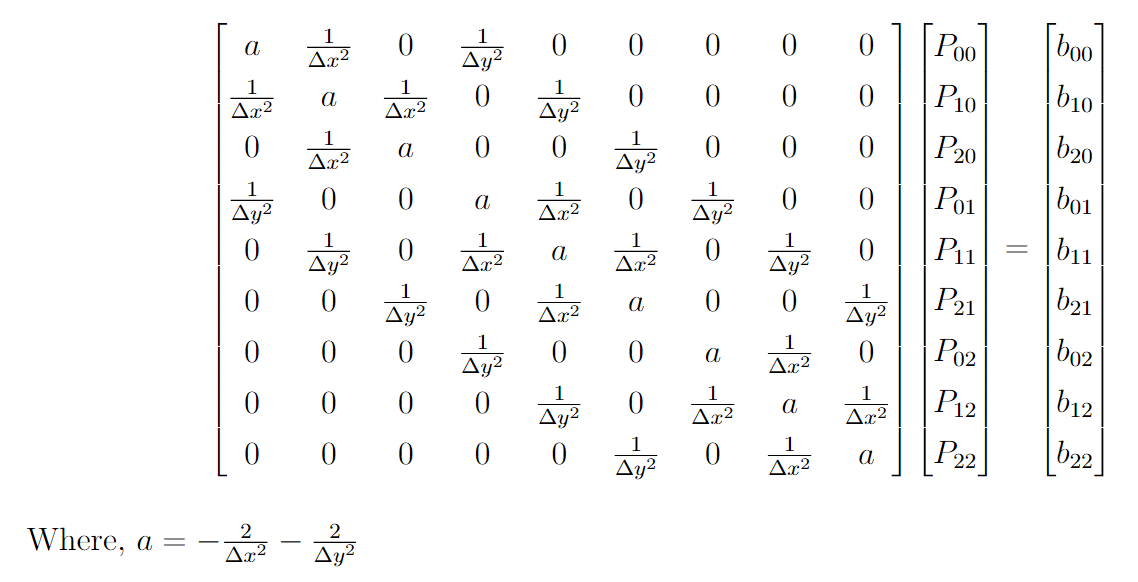 a 1/Δx² 0 1/Δy² 0 0 0 0 0 P₀₀ b₀₀
1/Δx² a 1/Δx² 0 1/Δy² 0 0 0 0 P₁₀ b₁₀
0 1/Δx² a 0 0 1/Δy² 0 0 0 P₂₀ b₂₀
1/Δy² 0 0 a 1/Δx² 0 1/Δy² 0 0 P₀₁ b₀₁
0 1/Δy² 0 1/Δx² a 1/Δx² 0 1/Δy² 0 P₁₁ = b₁₁
0 0 1/Δy² 0 1/Δx² a 0 0 1/Δy² P₂₁ b₂₁
0 0 0 1/Δy² 0 0 a 1/Δx² 0 P₀₂ b₀₂
0 0 0 0 1/Δy² 0 1/Δx² a 1/Δx² P₁₂ b₁₂
0 0 0 0 0 1/Δy² 0 1/Δx² a P₂₂ b₂₂
Where, a = −2/Δx² − 2/Δy²